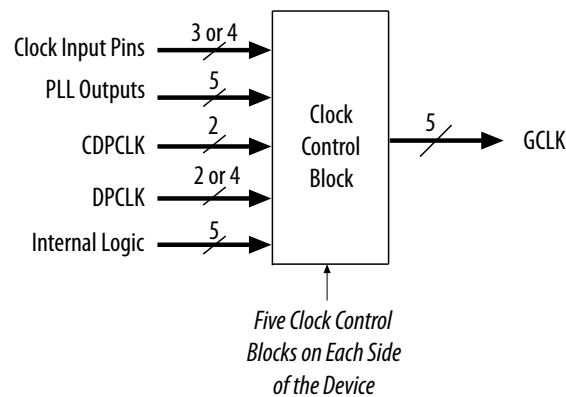 Clock Input Pins
3 or 4
PLL Outputs
5
CDPCLK
2
DPCLK
2 or 4
Internal Logic
5
Clock
Control
Block
5
GCLK
Five Clock Control
Blocks on Each Side
of the Device